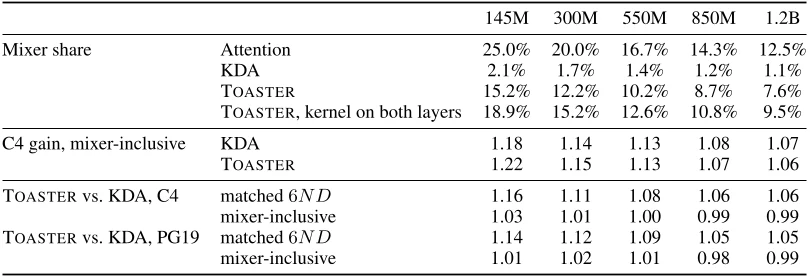 145M 300M 550M 850M 1.2B
Mixer share Attention 25.0% 20.0% 16.7% 14.3% 12.5%
KDA 2.1% 1.7% 1.4% 1.2% 1.1%
TOASTER 15.2% 12.2% 10.2% 8.7% 7.6%
TOASTER, kernel on both layers 18.9% 15.2% 12.6% 10.8% 9.5%
C4 gain, mixer-inclusive KDA 1.18 1.14 1.13 1.08 1.07
TOASTER 1.22 1.15 1.13 1.07 1.06
TOASTER vs. KDA, C4 matched 6ND 1.16 1.11 1.08 1.06 1.06
mixer-inclusive 1.03 1.01 1.00 0.99 0.99
TOASTER vs. KDA, PG19 matched 6ND 1.14 1.12 1.09 1.05 1.05
mixer-inclusive 1.01 1.02 1.01 0.98 0.99